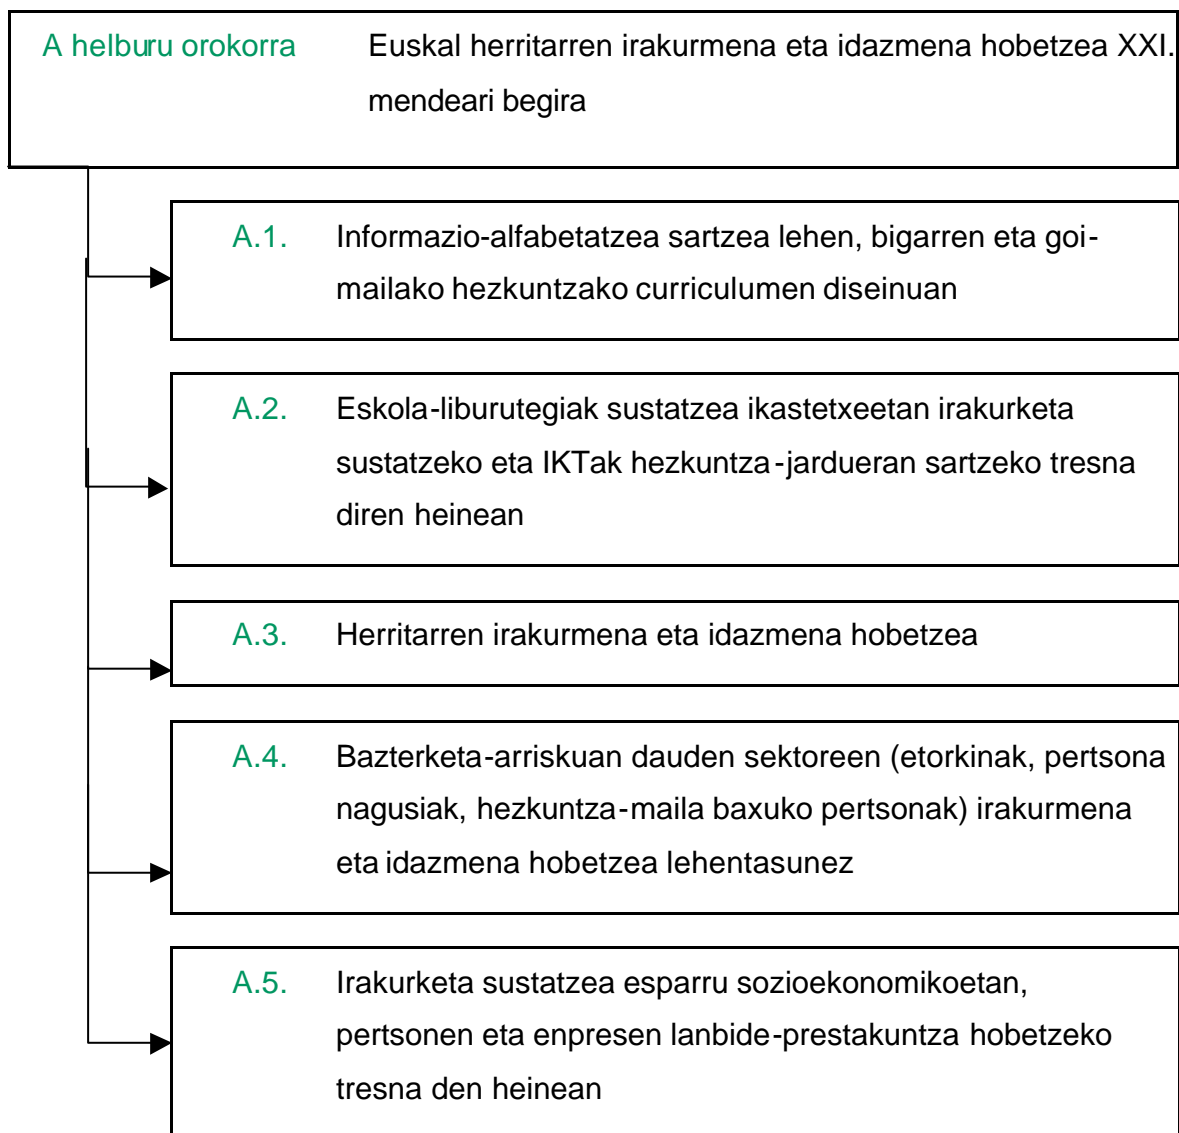 A helburu orokorra Euskal herritarren irakurmena eta idazmena hobetzea XXI.
mendeari begira
A.1. Informazio-alfabetatzea sartzea lehen, bigarren eta goi-
mailako hezkuntzako curriculumen diseinuan
A.2. Eskola-liburutegiak sustatzea ikastetxeetan irakurketa
sustatzeko eta IKTak hezkuntza-jardueran sartzeko tresna
diren heinean
A.3. Herritarren irakurmena eta idazmena hobetzea
A.4. Bazterketa-arriskuan dauden sektoreen (etorkinak, pertsona
nagusiak, hezkuntza-maila baxuko pertsonak) irakurmena
eta idazmena hobetzea lehentasunez
A.5. Irakurketa sustatzea esparru sozioekonomikoetan,
pertsonen eta enpresen lanbide-prestakuntza hobetzeko
tresna den heinean